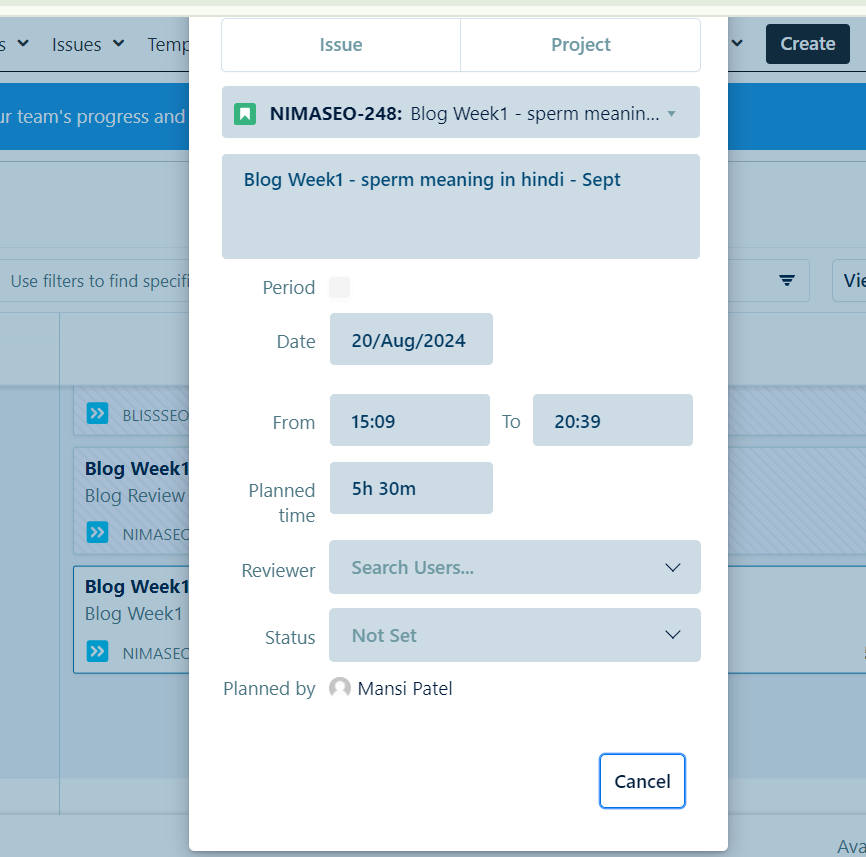 Issues
Create
ur team's progress and
Use filters to find specifi
BLISSSEO
Blog Week1
Blog Review
NIMASEO
Blog Week1
Blog Week1
NIMASEO
Issue Project
NIMASEO-248: Blog Week1 - sperm meanin...
Blog Week1 - sperm meaning in hindi - Sept
Period
Date 20/Aug/2024
From 15:09 To 20:39
Planned time 5h 30m
Reviewer Search Users...
Status Not Set
Planned by Mansi Patel
Cancel